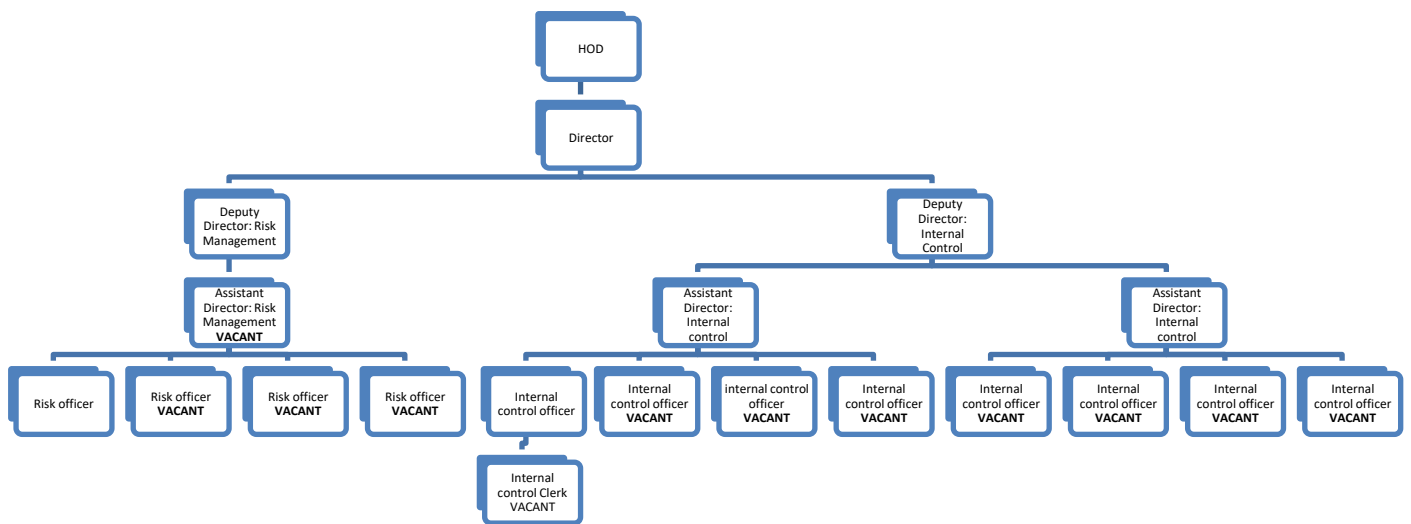 HOD
Director
Deputy
Director: Risk
Management
Deputy
Director:
Internal
Control
Assistant
Director: Risk
Management
VACANT
Assistant
Director:
Internal
control
Assistant
Director:
Internal
control
Risk officer
Risk officer
VACANT
Risk officer
VACANT
Risk officer
VACANT
Internal
control officer
Internal
control officer
VACANT
internal control
officer
VACANT
Internal
control officer
VACANT
Internal
control officer
VACANT
Internal
control officer
VACANT
Internal
control officer
VACANT
Internal
control officer
VACANT
Internal
control Clerk
VACANT